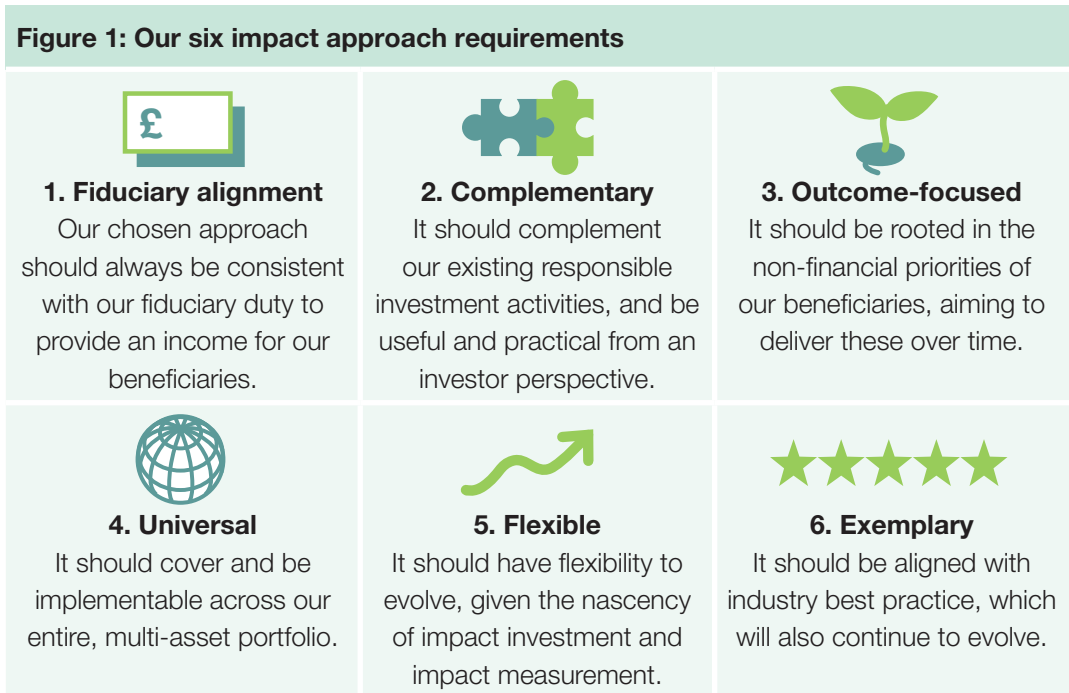 Figure 1: Our six impact approach requirements
£
1. Fiduciary alignment
Our chosen approach
should always be consistent
with our fiduciary duty to
provide an income for our
beneficiaries.
2. Complementary
It should complement
our existing responsible
investment activities, and be
useful and practical from an
investor perspective.
3. Outcome-focused
It should be rooted in the
non-financial priorities of
our beneficiaries, aiming to
deliver these over time.
4. Universal
It should cover and be
implementable across our
entire, multi-asset portfolio.
5. Flexible
It should have flexibility to
evolve, given the nascency
of impact investment and
impact measurement.
6. Exemplary
It should be aligned with
industry best practice, which
will also continue to evolve.